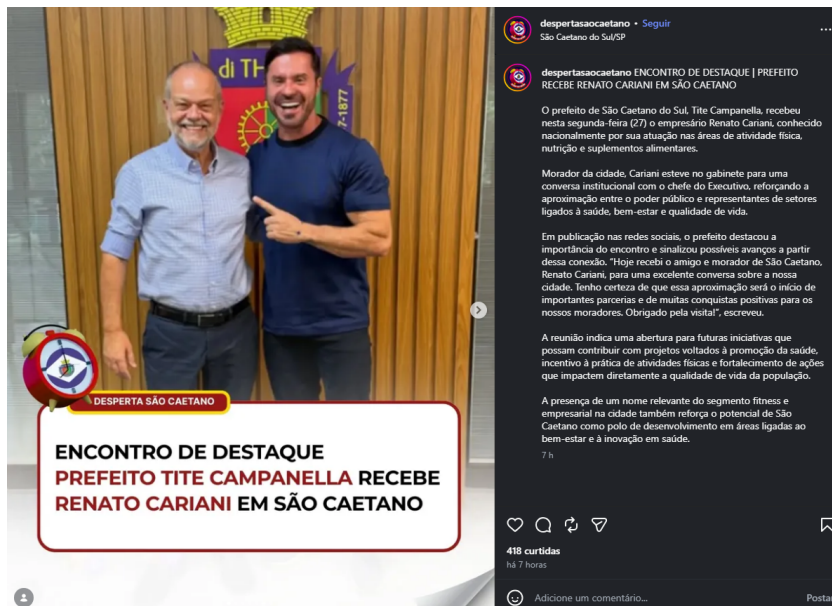 di TH
7-1877
DESPERTA SÃO CAETANO
ENCONTRO DE DESTAQUE
PREFEITO TITE CAMPANELLA RECEBE
RENATO CARIANI EM SÃO CAETANO
despertasaocaetano • Seguir
São Caetano do Sul/SP
despertasaocaetano ENCONTRO DE DESTAQUE | PREFEITO
RECEBE RENATO CARIANI EM SÃO CAETANO
O prefeito de São Caetano do Sul, Tite Campanella, recebeu
nesta segunda-feira (27) o empresário Renato Cariani, conhecido
nacionalmente por sua atuação nas áreas de atividade física,
nutrição e suplementos alimentares.
Morador da cidade, Cariani esteve no gabinete para uma
conversa institucional com o chefe do Executivo, reforçando a
aproximação entre o poder público e representantes de setores
ligados à saúde, bem-estar e qualidade de vida.
Em publicação nas redes sociais, o prefeito destacou a
importância do encontro e sinalizou possíveis avanços a partir
dessa conexão. "Hoje recebi o amigo e morador de São Caetano,
Renato Cariani, para uma excelente conversa sobre a nossa
cidade. Tenho certeza de que essa aproximação será o início de
importantes parcerias e de muitas conquistas positivas para os
nossos moradores. Obrigado pela visita!", escreveu.
A reunião indica uma abertura para futuras iniciativas que
possam contribuir com projetos voltados à promoção da saúde,
incentivo à prática de atividades físicas e fortalecimento de ações
que impactem diretamente a qualidade de vida da população.
A presença de um nome relevante do segmento fitness e
empresarial na cidade também reforça o potencial de São
Caetano como polo de desenvolvimento em áreas ligadas ao
bem-estar e à inovação em saúde.
7 h
418 curtidas
há 7 horas
Adicione um comentário...
Postar